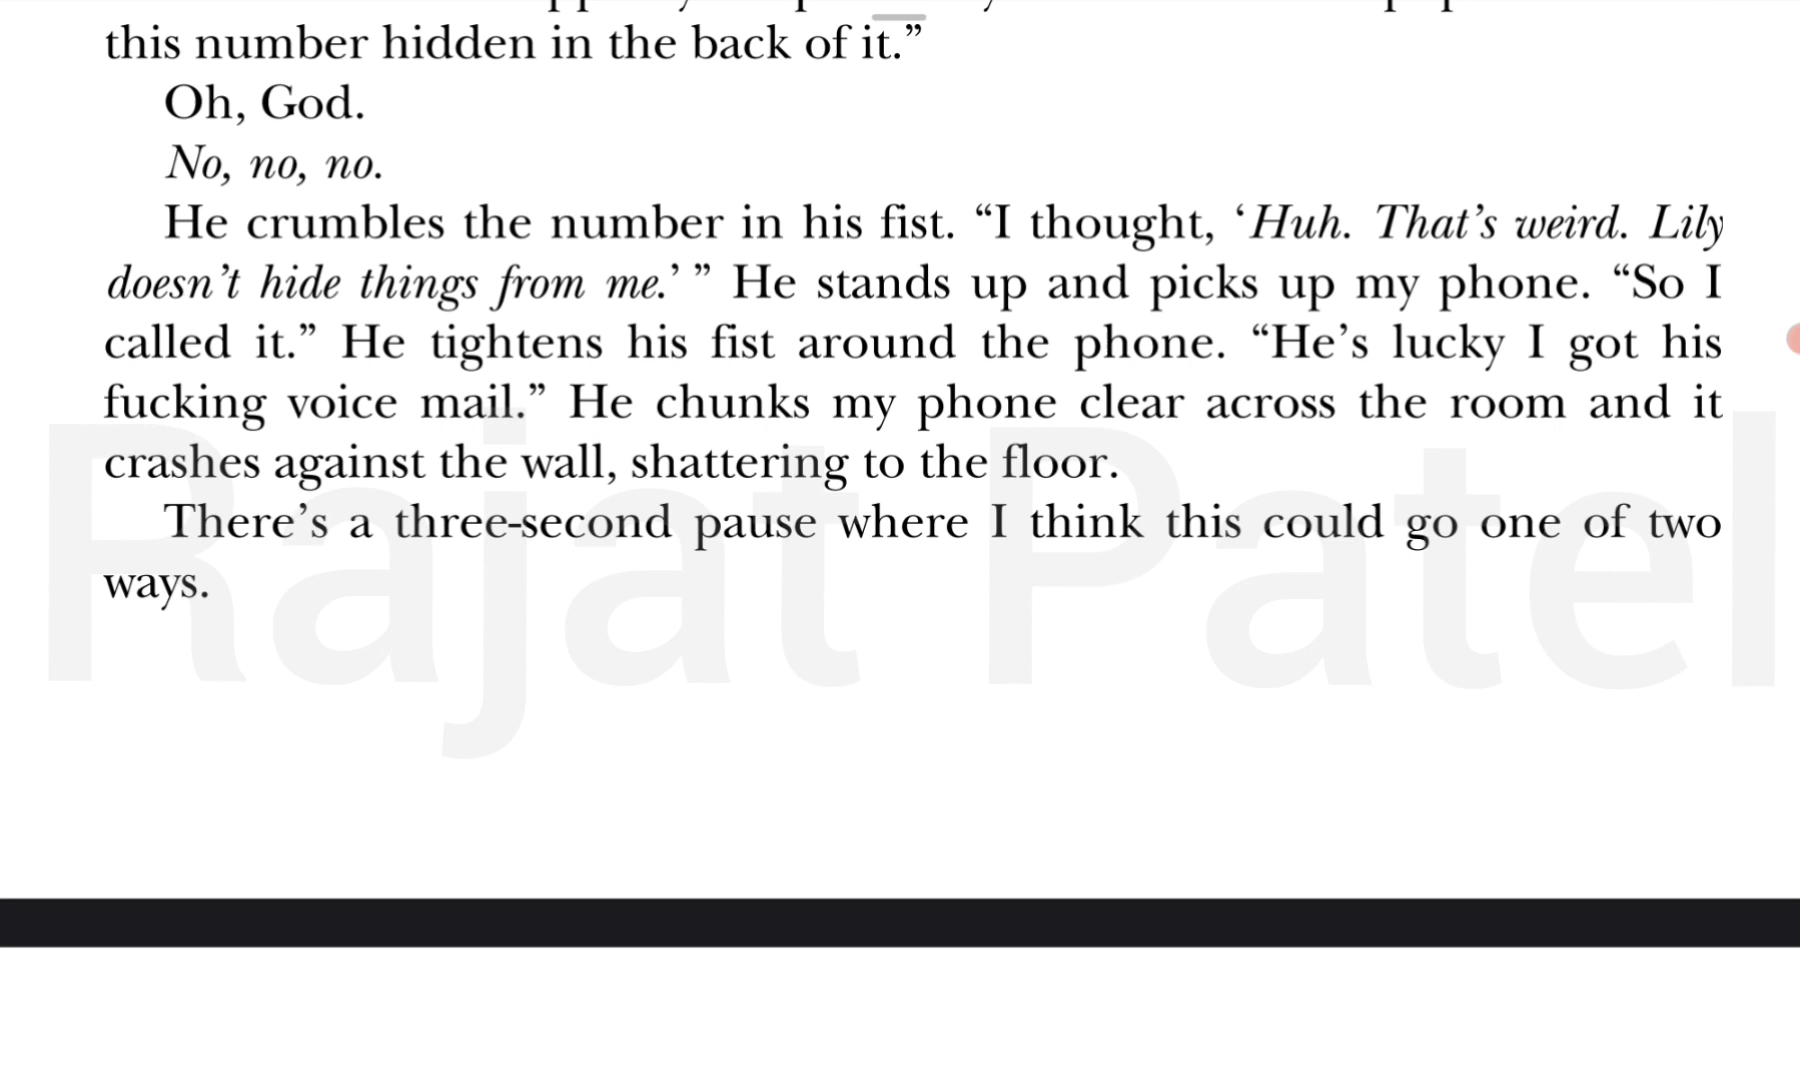 this number hidden in the back of it.”
Oh, God.
No, no, no.
He crumbles the number in his fist. “I thought, ‘Huh. That’s weird. Lily
doesn’t hide things from me.’ ” He stands up and picks up my phone. “So I
called it.” He tightens his fist around the phone. “He’s lucky I got his
fucking voice mail.” He chunks my phone clear across the room and it
crashes against the wall, shattering to the floor.
There’s a three-second pause where I think this could go one of two
ways.
Rajat Patel